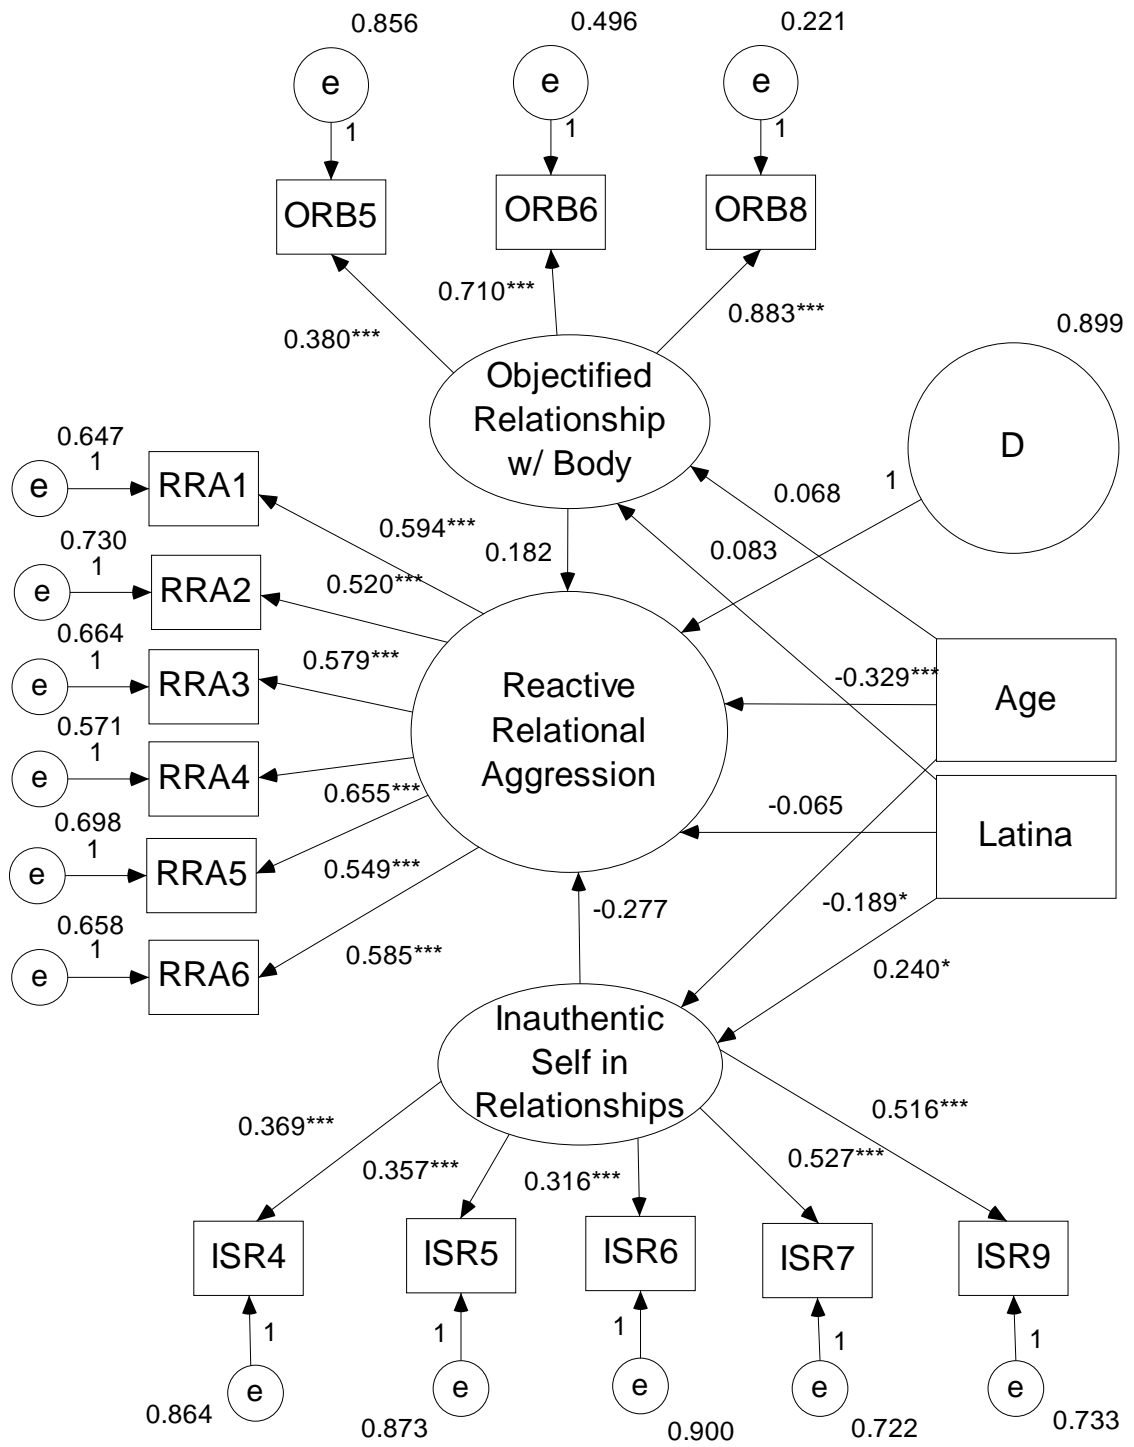 0.856
0.496
0.221
e
e
e
1
1
1
ORB5
ORB6
ORB8
0.380***
0.710***
0.883***
0.899
Objectified
Relationship
w/ Body
D
1
0.647
1
e
RRA1
0.594***
0.182
0.068
0.083
0.730
1
e
RRA2
0.520***
0.664
1
e
RRA3
0.579***
Reactive
Relational
Aggression
-0.329***
Age
0.571
1
e
RRA4
0.655***
-0.065
Latina
0.698
1
e
RRA5
0.549***
-0.277
-0.189*
0.658
1
e
RRA6
0.585***
0.240*
Inauthentic
Self in
Relationships
0.369***
0.357***
0.316***
0.527***
0.516***
ISR4
ISR5
ISR6
ISR7
ISR9
1
1
1
1
1
e
e
e
e
e
0.864
0.873
0.900
0.722
0.733